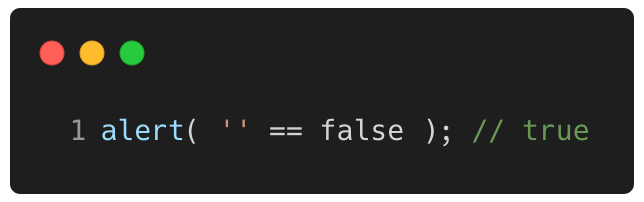 1 alert( '' == false ); // true